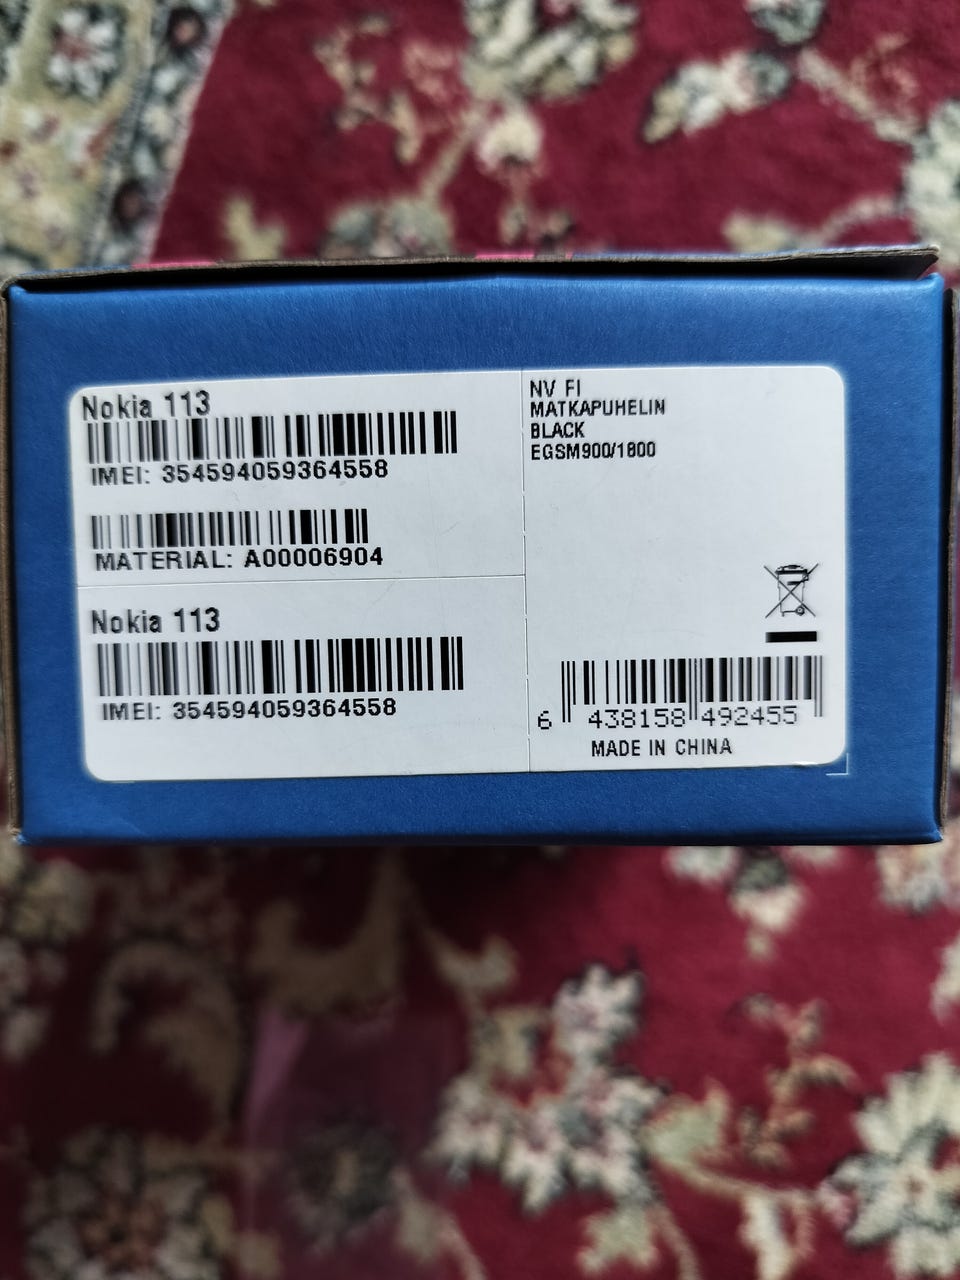 Nokia 113
IMEI: 354594059364558
MATERIAL: A00006904
Nokia 113
IMEI: 354594059364558
NV FI
MATKAPUHELIN
BLACK
EGSM900/1800
6 438158 492455
MADE IN CHINA